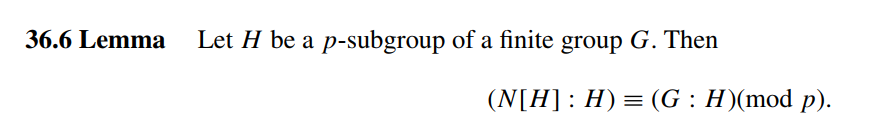 36.6 Lemma Let H be a p-subgroup of a finite group G. Then
(N[H] : H) ≡ (G : H)(mod p).